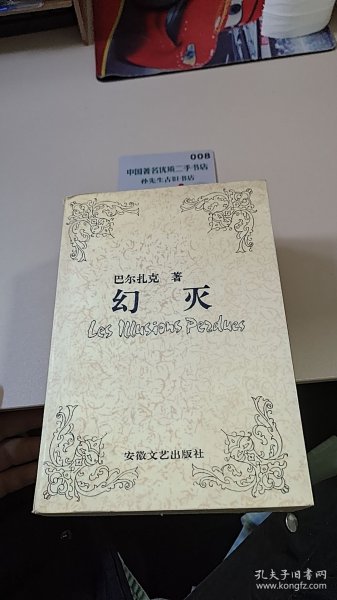 008
中国著名优质二手书店
孙先生古旧书店
巴尔扎克 著
幻 灭
Les Illusions Perdues
安徽文艺出版社
孔夫子旧书网
www.kongfz.com